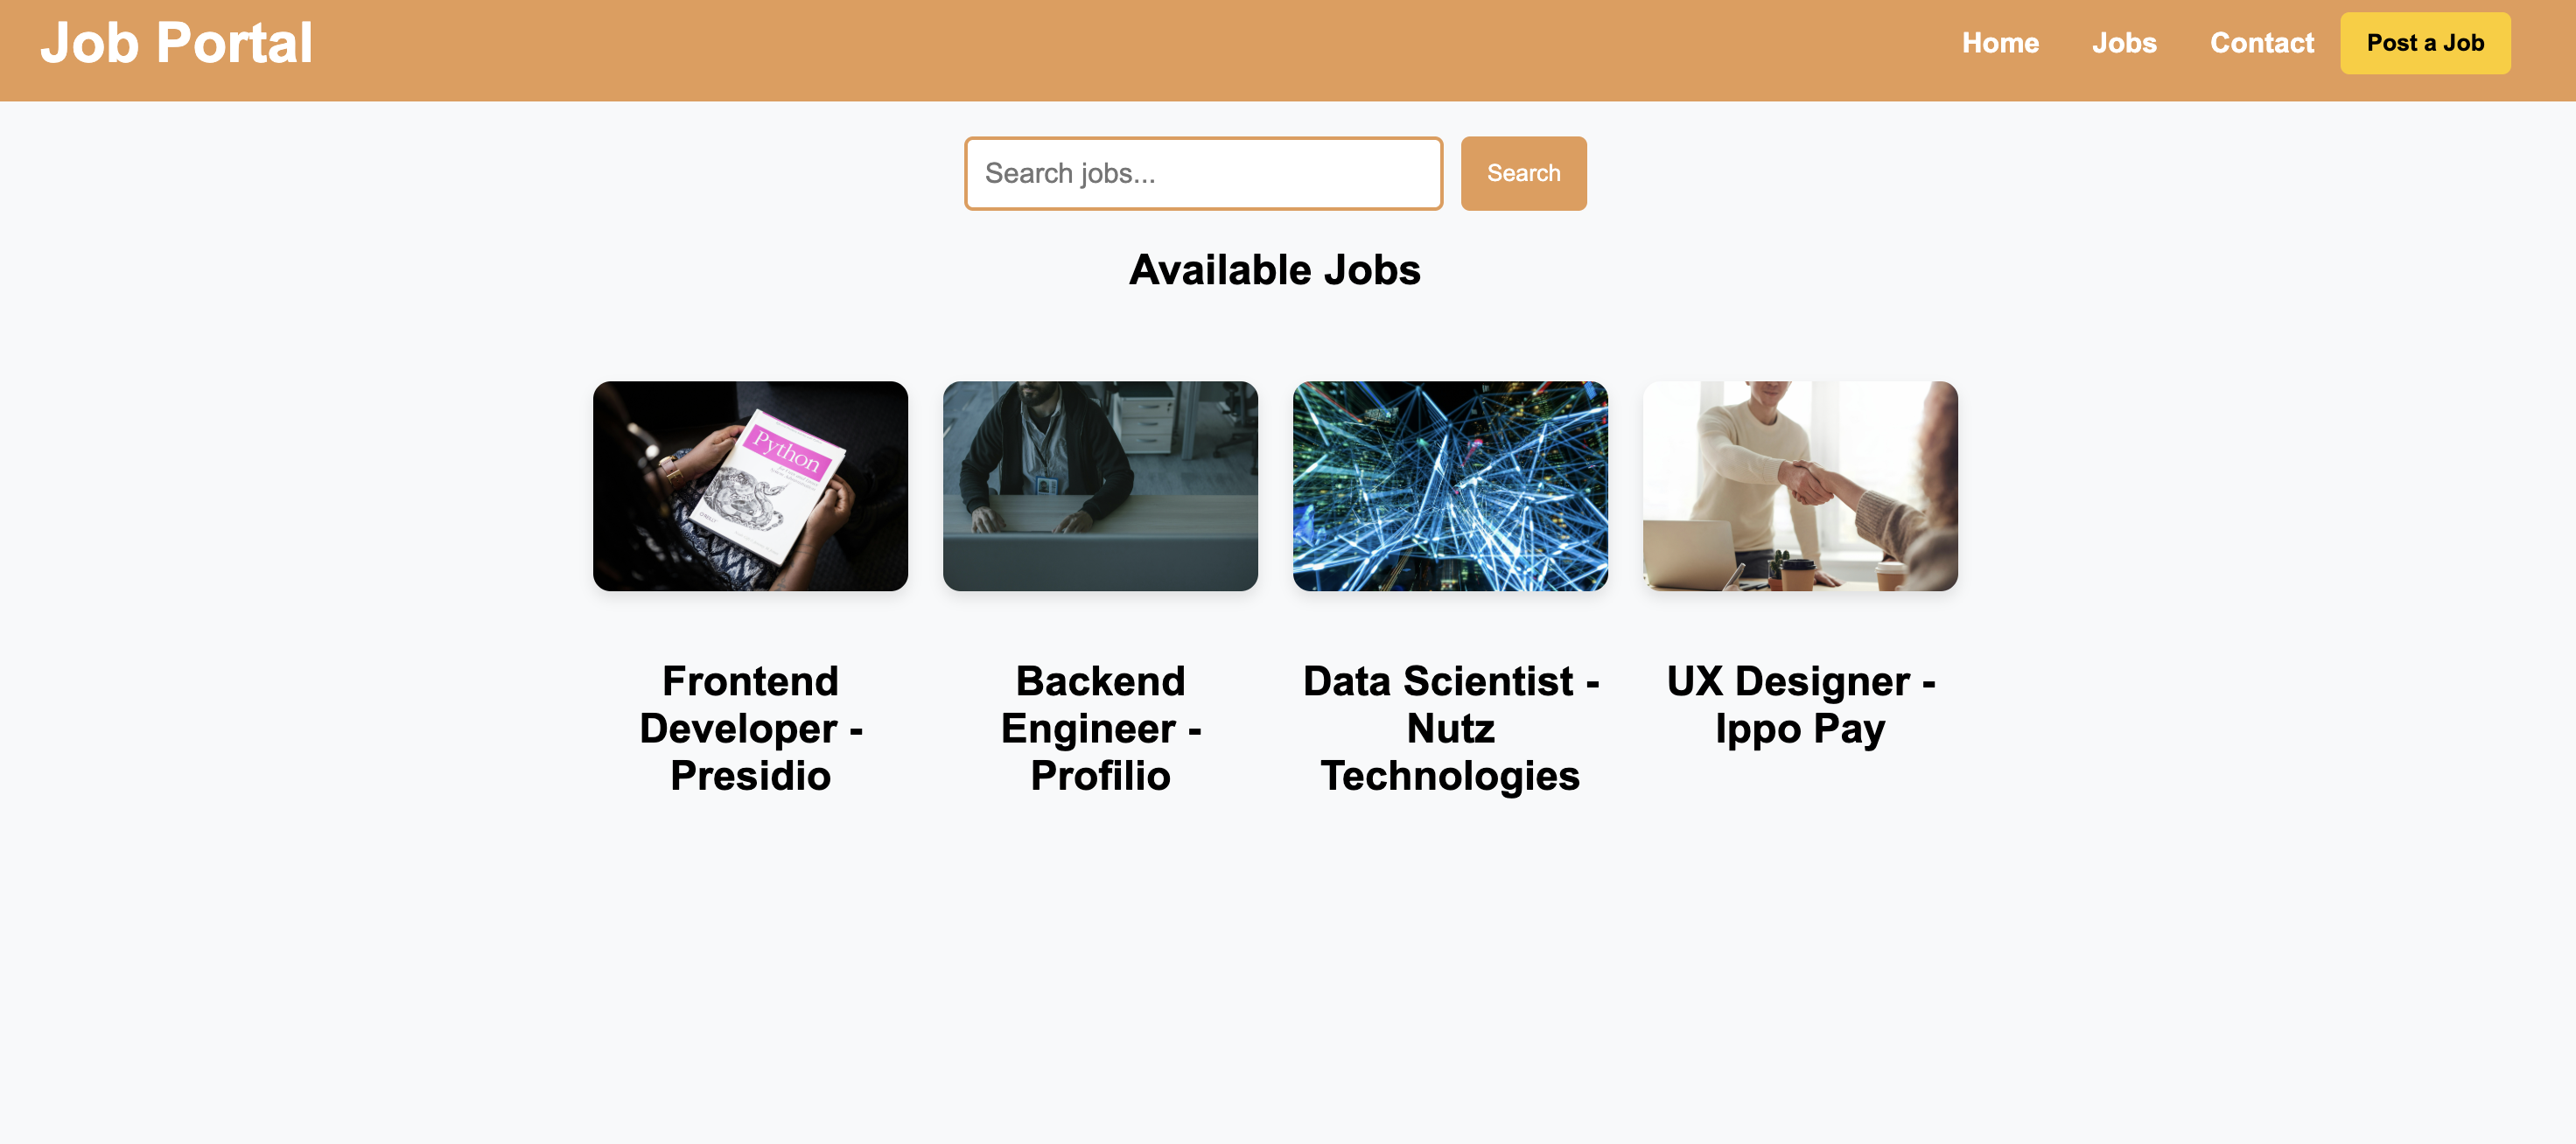 Job Portal
Home
Jobs
Contact
Post a Job
Search jobs...
Search
Available Jobs
Python
O'REILLY
Frontend
Developer -
Presidio
Backend
Engineer -
Profilio
Data Scientist -
Nutz
Technologies
UX Designer -
Ippo Pay